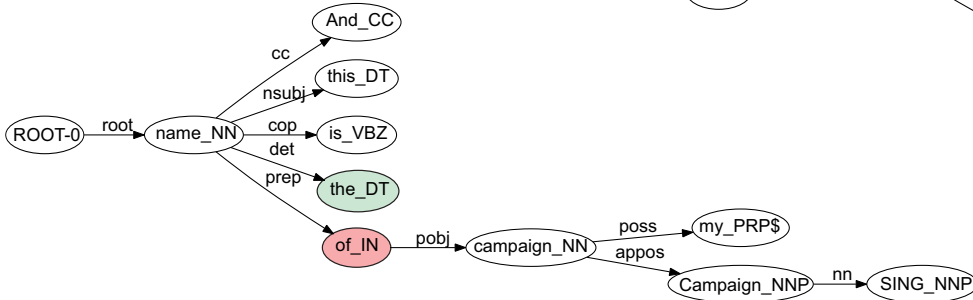 And_CC
cc
this_DT
nsubj
ROOT-0 root name_NN cop is_VBZ
det
the_DT
prep
of_IN pobj campaign_NN poss my_PRP$
appos
Campaign_NNP nn SING_NNP